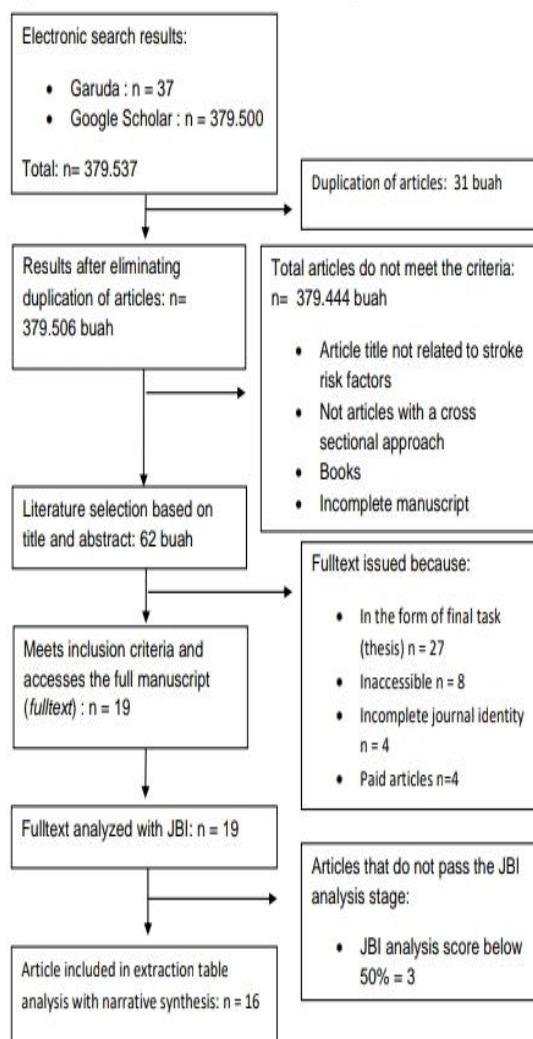 Electronic search results:
• Garuda : n = 37
• Google Scholar : n = 379.500
Total: n= 379.537
Duplication of articles: 31 buah
Results after eliminating
duplication of articles: n=
379.506 buah
Total articles do not meet the criteria:
n= 379.444 buah
• Article title not related to stroke
risk factors
• Not articles with a cross
sectional approach
• Books
• Incomplete manuscript
Literature selection based on
title and abstract: 62 buah
Fulltext issued because:
• In the form of final task
(thesis) n = 27
• Inaccessible n = 8
• Incomplete journal identity
n = 4
• Paid articles n=4
Meets inclusion criteria and
accesses the full manuscript
(fulltext) : n = 19
Fulltext analyzed with JBI: n = 19
Articles that do not pass the JBI
analysis stage:
• JBI analysis score below
50% = 3
Article included in extraction table
analysis with narrative synthesis: n = 16